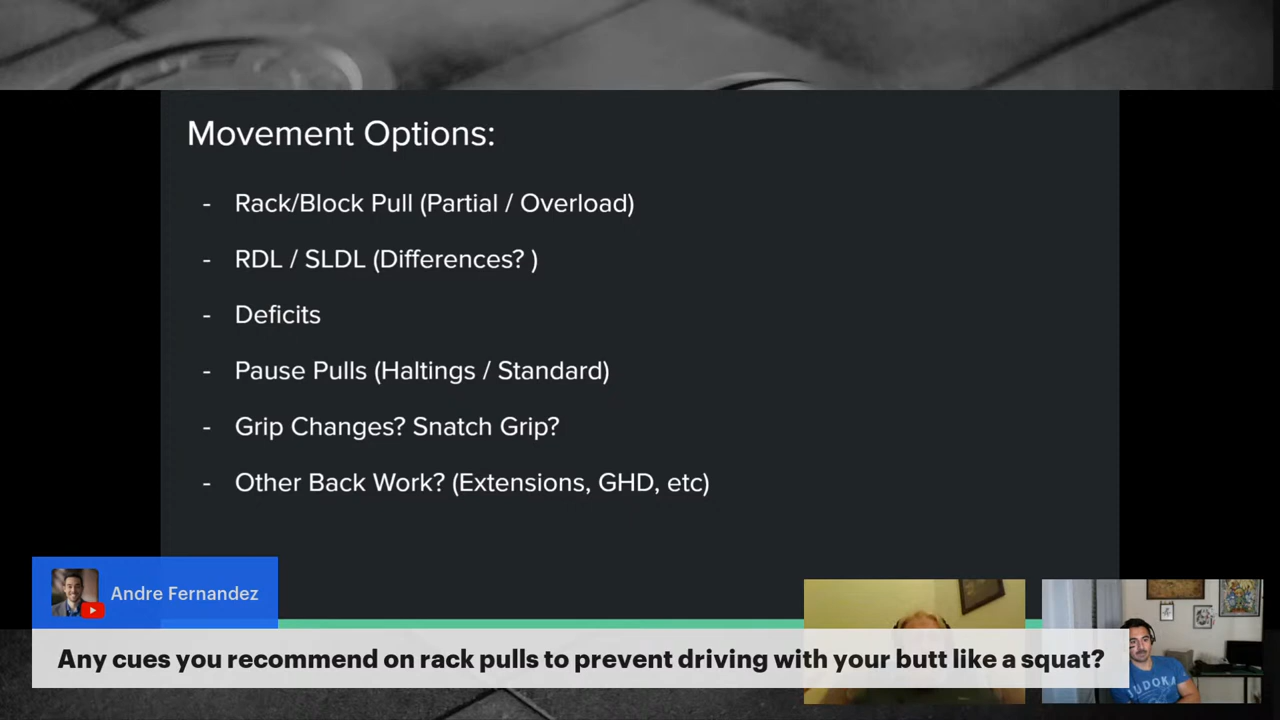 Movement Options:
- Rack/Block Pull (Partial / Overload)
- RDL / SLDL (Differences? )
- Deficits
- Pause Pulls (Haltings / Standard)
- Grip Changes? Snatch Grip?
- Other Back Work? (Extensions, GHD, etc)
Andre Fernandez
Any cues you recommend on rack pulls to prevent driving with your butt like a squat?